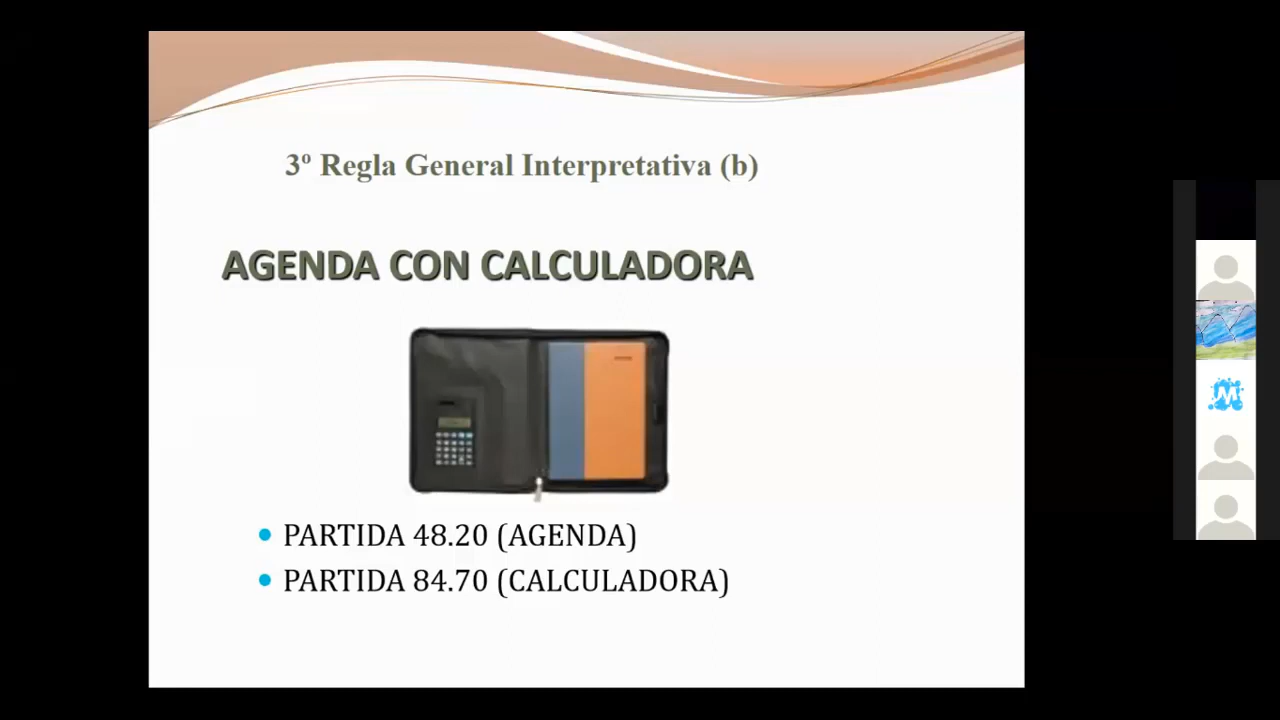 3º Regla General Interpretativa (b)
AGENDA CON CALCULADORA
PARTIDA 48.20 (AGENDA)
PARTIDA 84.70 (CALCULADORA)
M